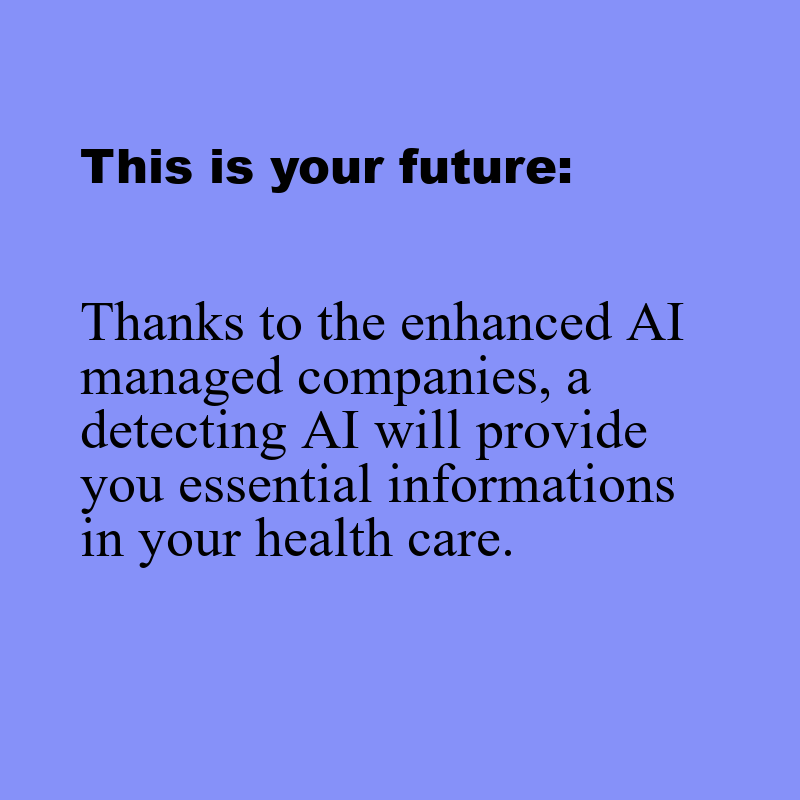 This is your future:
Thanks to the enhanced AI
managed companies, a
detecting AI will provide
you essential informations
in your health care.